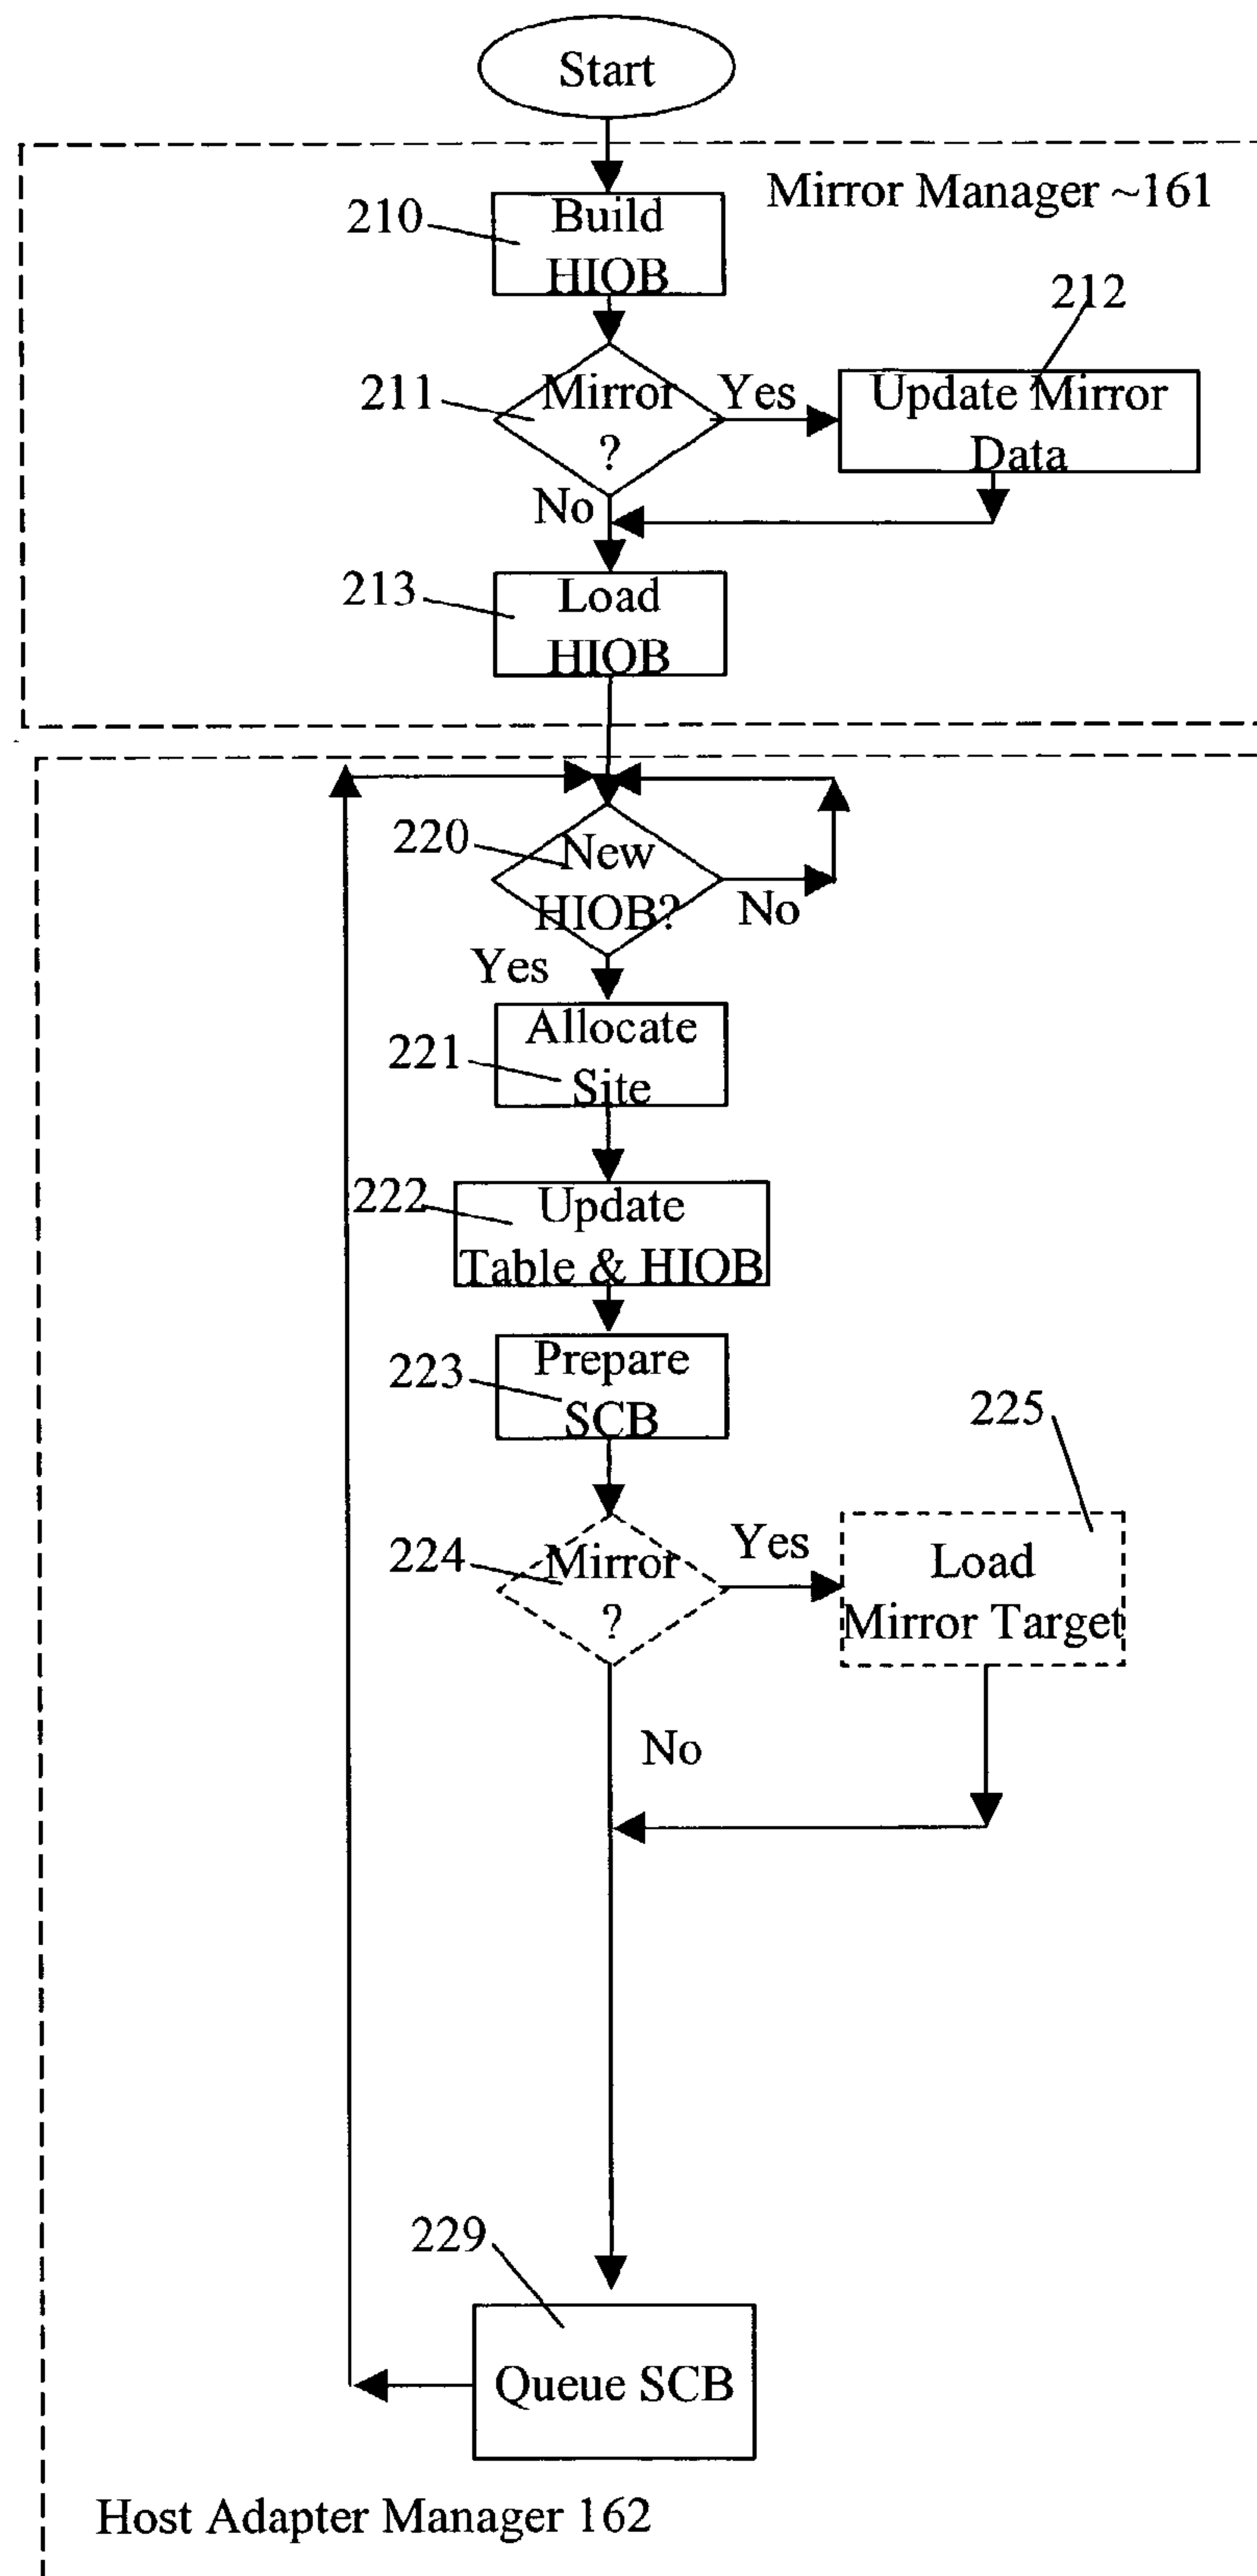 Start
Mirror Manager ~161
210
Build
HIOB
212
211
Mirror
?
Yes
Update Mirror
Data
No
213
Load
HIOB
220
New
HIOB?
No
Yes
221
Allocate
Site
222
Update
Table & HIOB
223
Prepare
SCB
225
224
Mirror
?
Yes
Load
Mirror Target
No
229
Queue SCB
Host Adapter Manager 162